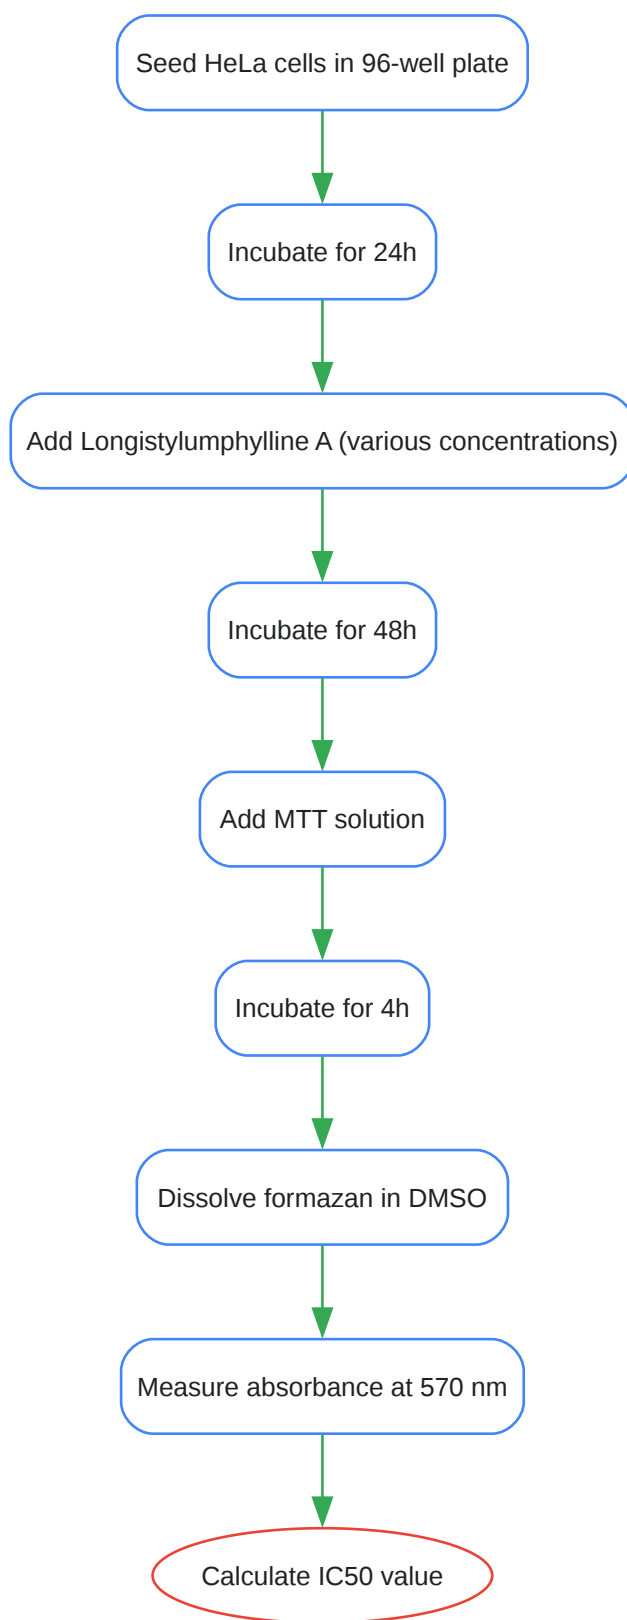 Seed HeLa cells in 96-well plate
Incubate for 24h
Add Longistylumphylline A (various concentrations)
Incubate for 48h
Add MTT solution
Incubate for 4h
Dissolve formazan in DMSO
Measure absorbance at 570 nm
Calculate IC50 value